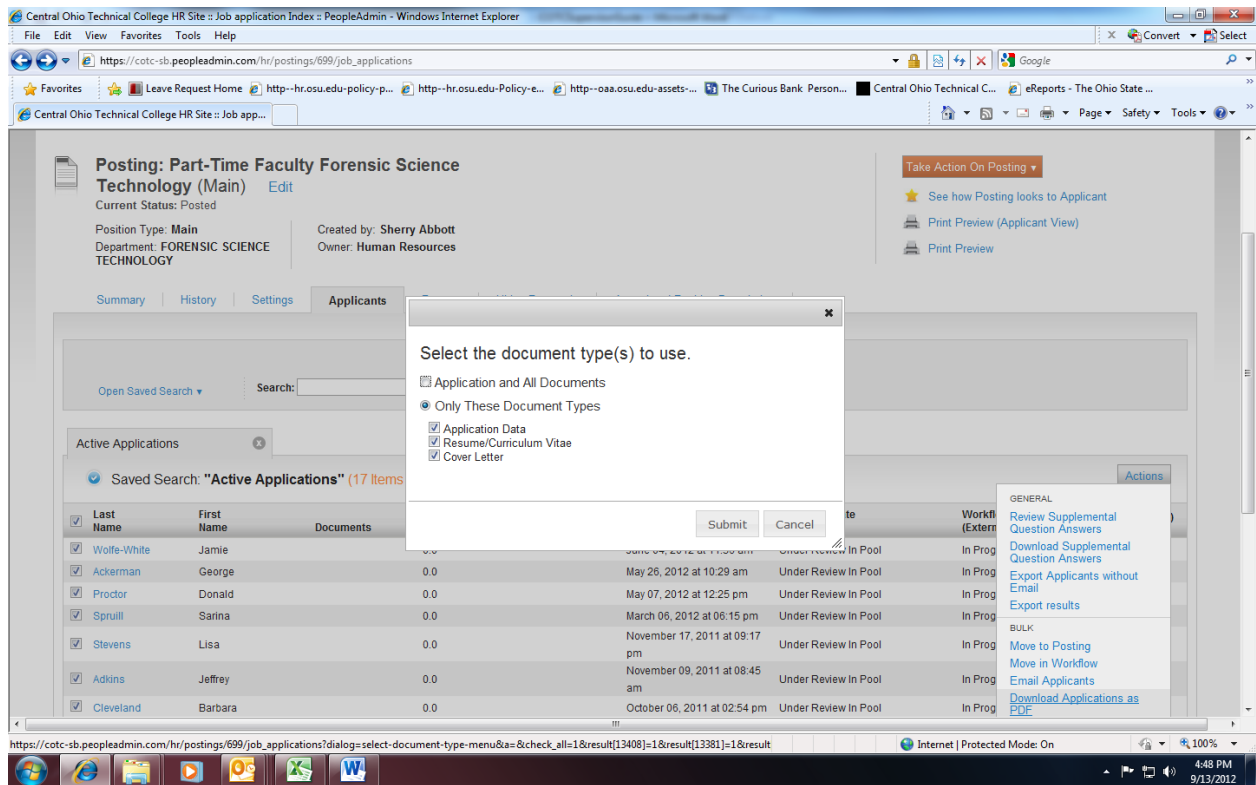 Central Ohio Technical College HR Site :: Job application Index :: PeopleAdmin - Windows Internet Explorer
File Edit View Favorites Tools Help
Convert Select
https://cotc-sb.peopleadmin.com/hr/postings/699/job_applications
Google
Favorites Leave Request Home http--hr.osu.edu-policy-p... http--hr.osu.edu-Policy-e... http--oaa.osu.edu-assets-... The Curious Bank Person... Central Ohio Technical C... eReports - The Ohio State ...
Central Ohio Technical College HR Site :: Job app...
Page Safety Tools
Posting: Part-Time Faculty Forensic Science
Technology (Main) Edit
Current Status: Posted
Position Type: Main
Department: FORENSIC SCIENCE
TECHNOLOGY
Created by: Sherry Abbott
Owner: Human Resources
Take Action On Posting
See how Posting looks to Applicant
Print Preview (Applicant View)
Print Preview
Summary History Settings Applicants
Open Saved Search Search:
Select the document type(s) to use.
Application and All Documents
Only These Document Types
Application Data
Resume/Curriculum Vitae
Cover Letter
Submit Cancel
Active Applications
Saved Search: "Active Applications" (17 Items
Actions
Last
Name
First
Name
Documents
Wolfe-White Jamie
Ackerman George 0.0 May 26, 2012 at 10:29 am Under Review In Pool In Prog
Proctor Donald 0.0 May 07, 2012 at 12:25 pm Under Review In Pool In Prog
Spruill Sarina 0.0 March 06, 2012 at 06:15 pm Under Review In Pool In Prog
Stevens Lisa 0.0 November 17, 2011 at 09:17
pm Under Review In Pool In Prog
Adkins Jeffrey 0.0 November 09, 2011 at 08:45
am Under Review In Pool In Prog
Cleveland Barbara 0.0 October 06, 2011 at 02:54 pm Under Review In Pool In Prog
GENERAL
Review Supplemental
Question Answers
Download Supplemental
Question Answers
Export Applicants without
Email
Export results
BULK
Move to Posting
Move in Workflow
Email Applicants
Download Applications as
PDF
https://cotc-sb.peopleadmin.com/hr/postings/699/job_applications?dialog=select-document-type-menu&a=&check_all=1&result[13408]=1&result[13381]=1&result
Internet | Protected Mode: On
100%
4:48 PM
9/13/2012